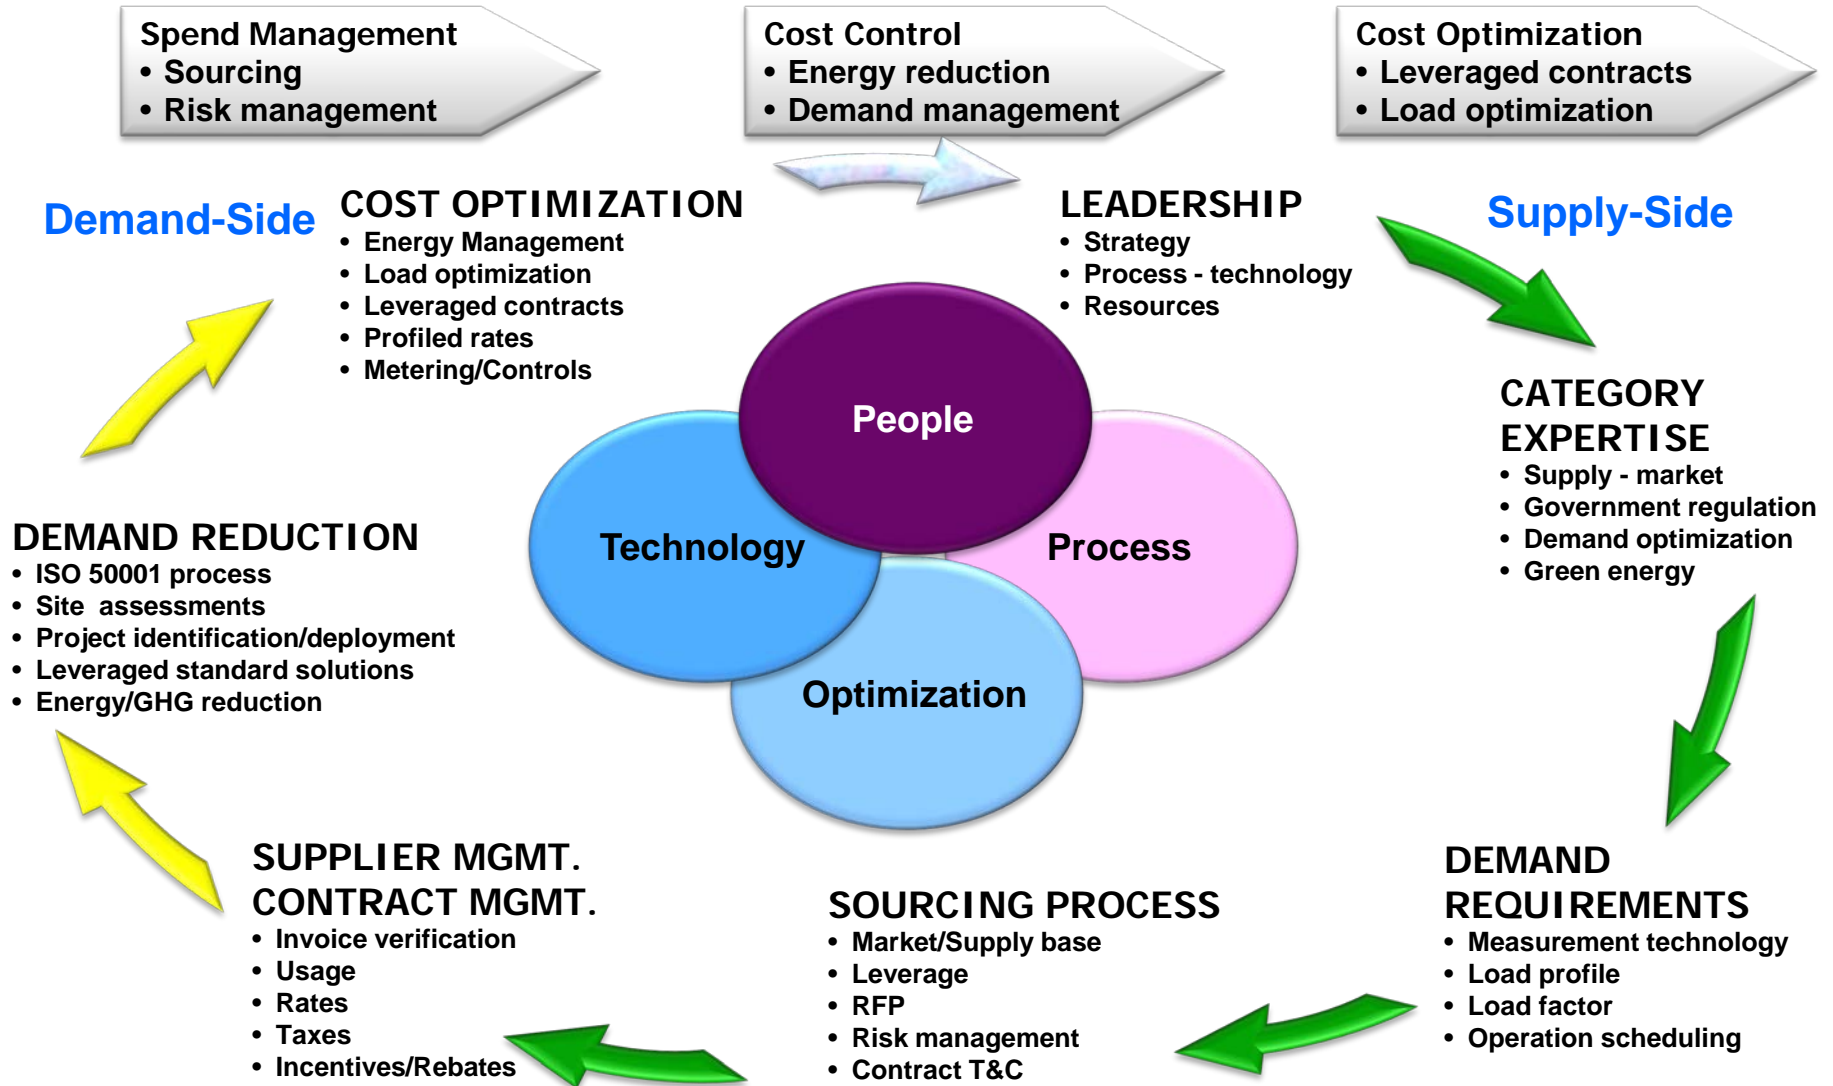 Spend Management
• Sourcing
• Risk management
Cost Control
• Energy reduction
• Demand management
Cost Optimization
• Leveraged contracts
• Load optimization
Demand-Side
COST OPTIMIZATION
• Energy Management
• Load optimization
• Leveraged contracts
• Profiled rates
• Metering/Controls
LEADERSHIP
• Strategy
• Process - technology
• Resources
Supply-Side
CATEGORY
EXPERTISE
• Supply - market
• Government regulation
• Demand optimization
• Green energy
People
Technology
Process
Optimization
DEMAND REDUCTION
• ISO 50001 process
• Site  assessments
• Project identification/deployment
• Leveraged standard solutions
• Energy/GHG reduction
SUPPLIER MGMT.
CONTRACT MGMT.
• Invoice verification
• Usage
• Rates
• Taxes
• Incentives/Rebates
SOURCING PROCESS
• Market/Supply base
• Leverage
• RFP
• Risk management
• Contract T&C
DEMAND
REQUIREMENTS
• Measurement technology
• Load profile
• Load factor
• Operation scheduling